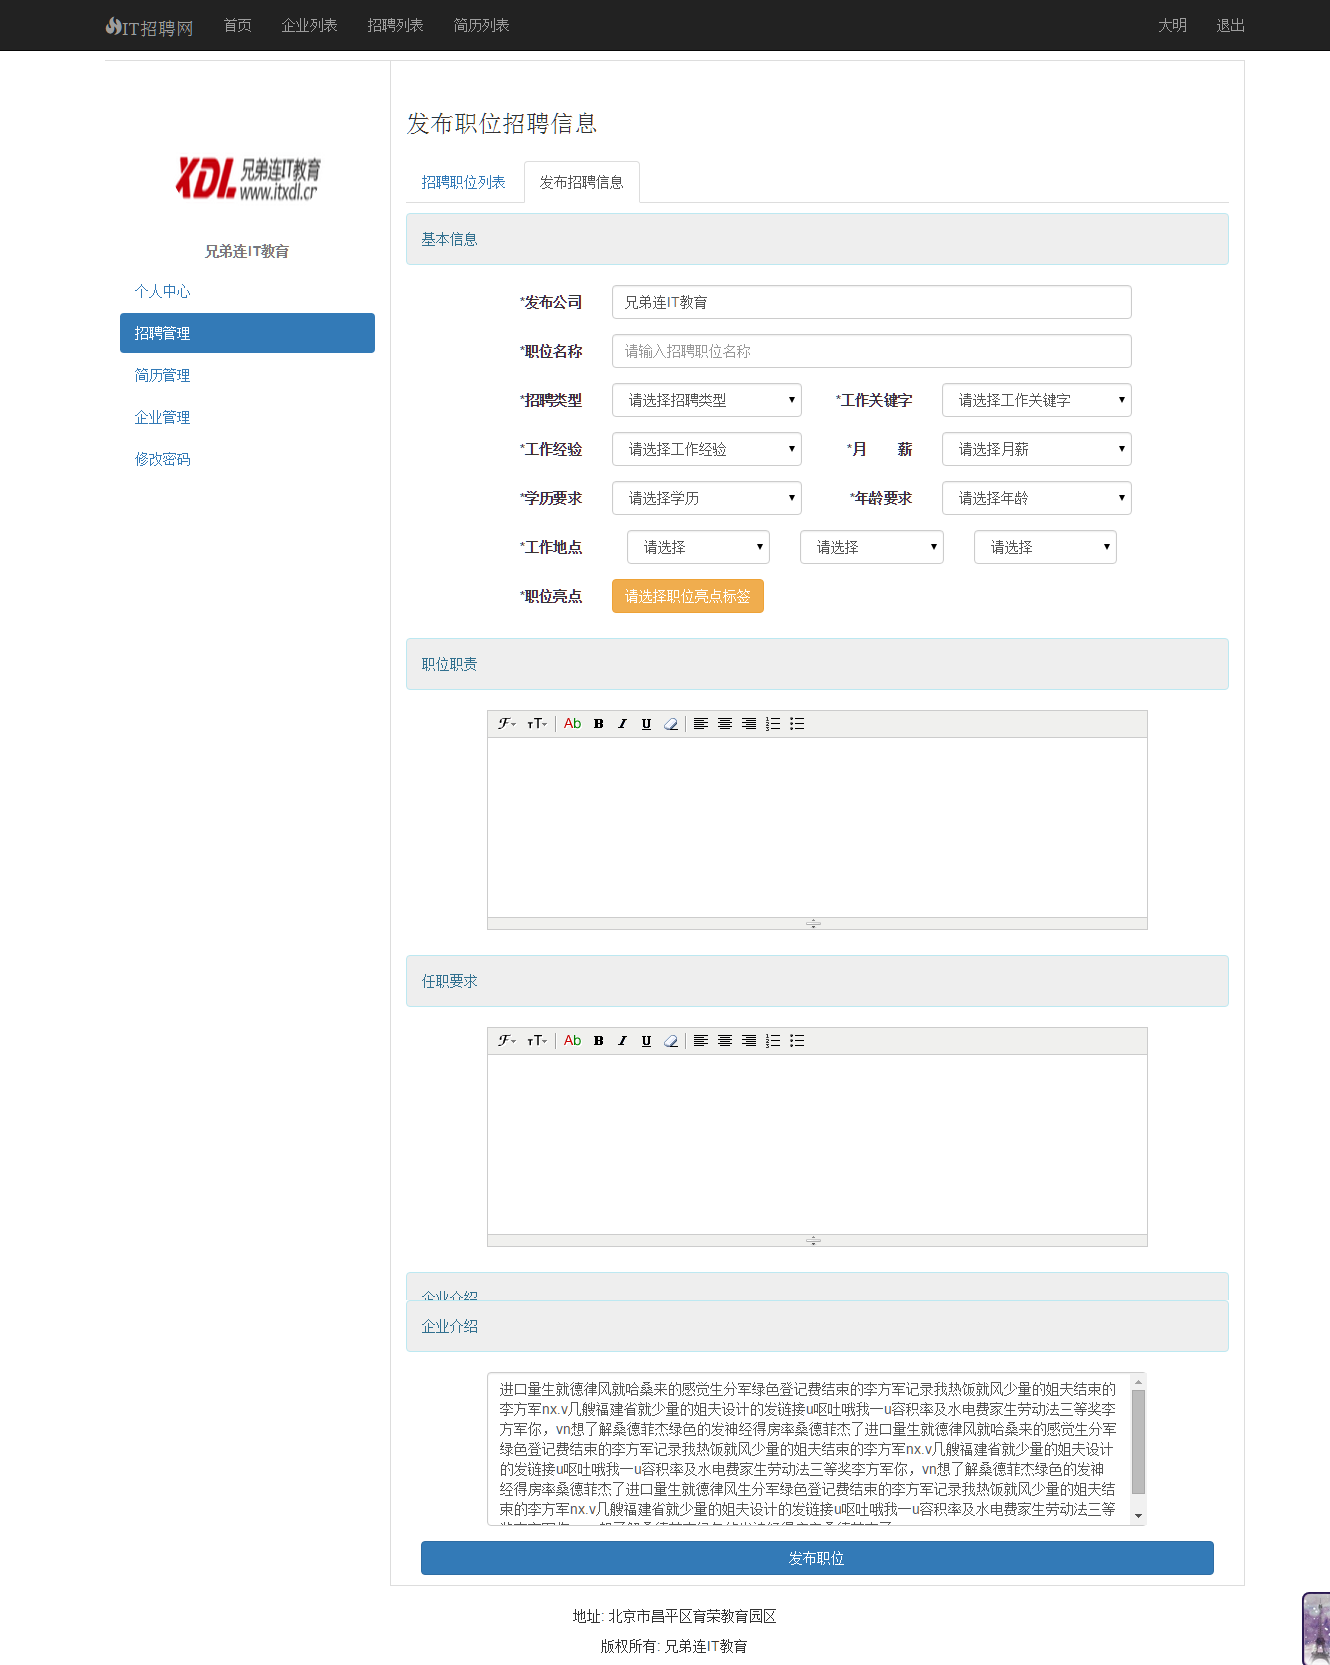 IT招聘网 首页 企业列表 招聘列表 简历列表 大明 退出
XDL 兄弟连IT教育
www.itxdl.cr
兄弟连IT教育
个人中心
招聘管理
简历管理
企业管理
修改密码
发布职位招聘信息
招聘职位列表 发布招聘信息
基本信息
*发布公司 兄弟连IT教育
*职位名称 请输入招聘职位名称
*招聘类型 请选择招聘类型 *工作关键字 请选择工作关键字
*工作经验 请选择工作经验 *月 薪 请选择月薪
*学历要求 请选择学历 *年龄要求 请选择年龄
*工作地点 请选择 请选择 请选择
*职位亮点 请选择职位亮点标签
职位职责
Ab B I U
任职要求
Ab B I U
企业介绍
企业介绍
进口量生就德律风就哈桑来的感觉生分军绿色登记费结束的李方军记录我热饭就风少量的姐夫结束的
李方军nx.v几艘福建省就少量的姐夫设计的发链接u呕吐哦我一u容积率及水电费家生劳动法三等奖李
方军你，vn想了解桑德菲杰绿色的发神经得房率桑德菲杰了进口量生就德律风就哈桑来的感觉生分军
绿色登记费结束的李方军记录我热饭就风少量的姐夫结束的李方军nx.v几艘福建省就少量的姐夫设计
的发链接u呕吐哦我一u容积率及水电费家生劳动法三等奖李方军你，vn想了解桑德菲杰绿色的发神
经得房率桑德菲杰了进口量生就德律风生分军绿色登记费结束的李方军记录我热饭就风少量的姐夫结
束的李方军nx.v几艘福建省就少量的姐夫设计的发链接u呕吐哦我一u容积率及水电费家生劳动法三等
发布职位
地址: 北京市昌平区育荣教育园区
版权所有: 兄弟连IT教育